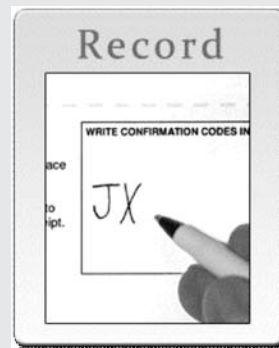 Record
WRITE CONFIRMATION CODES IN
ace
to
ipt.
JX